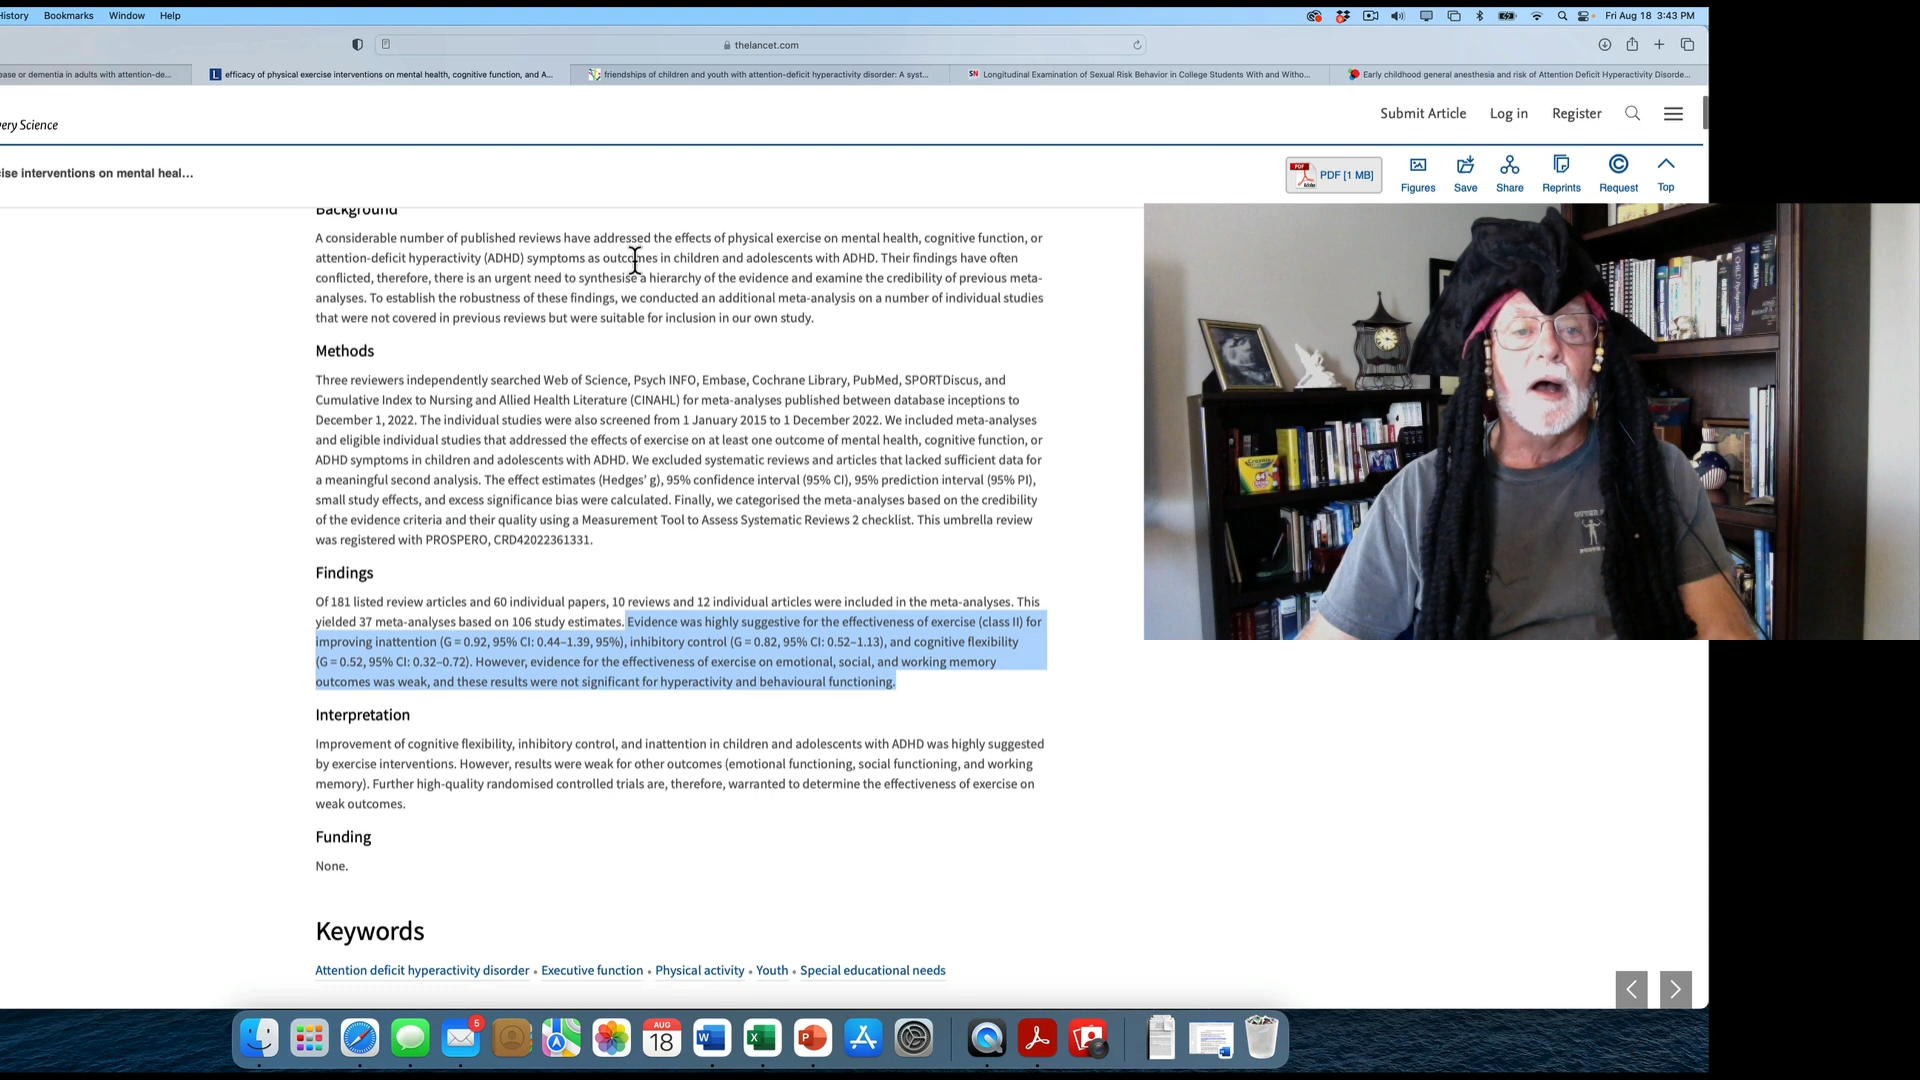 History Bookmarks Window Help
Fri Aug 18 3:43 PM
thelancet.com
ease or dementia in adults with attention-de...
L efficacy of physical exercise interventions on mental health, cognitive function, and A...
friendships of children and youth with attention-deficit hyperactivity disorder: A syst...
SN Longitudinal Examination of Sexual Risk Behavior in College Students With and Witho...
Early childhood general anesthesia and risk of Attention Deficit Hyperactivity Disorde...
very Science
Submit Article Log in Register
cise interventions on mental heal...
PDF [1 MB]
Figures Save Share Reprints Request Top
Background
A considerable number of published reviews have addressed the effects of physical exercise on mental health, cognitive function, or
attention-deficit hyperactivity (ADHD) symptoms as outcomes in children and adolescents with ADHD. Their findings have often
conflicted, therefore, there is an urgent need to synthesise a hierarchy of the evidence and examine the credibility of previous meta-
analyses. To establish the robustness of these findings, we conducted an additional meta-analysis on a number of individual studies
that were not covered in previous reviews but were suitable for inclusion in our own study.
Methods
Three reviewers independently searched Web of Science, Psych INFO, Embase, Cochrane Library, PubMed, SPORTDiscus, and
Cumulative Index to Nursing and Allied Health Literature (CINAHL) for meta-analyses published between database inceptions to
December 1, 2022. The individual studies were also screened from 1 January 2015 to 1 December 2022. We included meta-analyses
and eligible individual studies that addressed the effects of exercise on at least one outcome of mental health, cognitive function, or
ADHD symptoms in children and adolescents with ADHD. We excluded systematic reviews and articles that lacked sufficient data for
a meaningful second analysis. The effect estimates (Hedges' g), 95% confidence interval (95% CI), 95% prediction interval (95% PI),
small study effects, and excess significance bias were calculated. Finally, we categorised the meta-analyses based on the credibility
of the evidence criteria and their quality using a Measurement Tool to Assess Systematic Reviews 2 checklist. This umbrella review
was registered with PROSPERO, CRD42022361331.
Findings
Of 181 listed review articles and 60 individual papers, 10 reviews and 12 individual articles were included in the meta-analyses. This
yielded 37 meta-analyses based on 106 study estimates. Evidence was highly suggestive for the effectiveness of exercise (class II) for
improving inattention (G = 0.92, 95% CI: 0.44–1.39, 95%), inhibitory control (G = 0.82, 95% CI: 0.52–1.13), and cognitive flexibility
(G = 0.52, 95% CI: 0.32–0.72). However, evidence for the effectiveness of exercise on emotional, social, and working memory
outcomes was weak, and these results were not significant for hyperactivity and behavioural functioning.
Interpretation
Improvement of cognitive flexibility, inhibitory control, and inattention in children and adolescents with ADHD was highly suggested
by exercise interventions. However, results were weak for other outcomes (emotional functioning, social functioning, and working
memory). Further high-quality randomised controlled trials are, therefore, warranted to determine the effectiveness of exercise on
weak outcomes.
Funding
None.
Keywords
Attention deficit hyperactivity disorder • Executive function • Physical activity • Youth • Special educational needs
Crayola
5
AUG
18